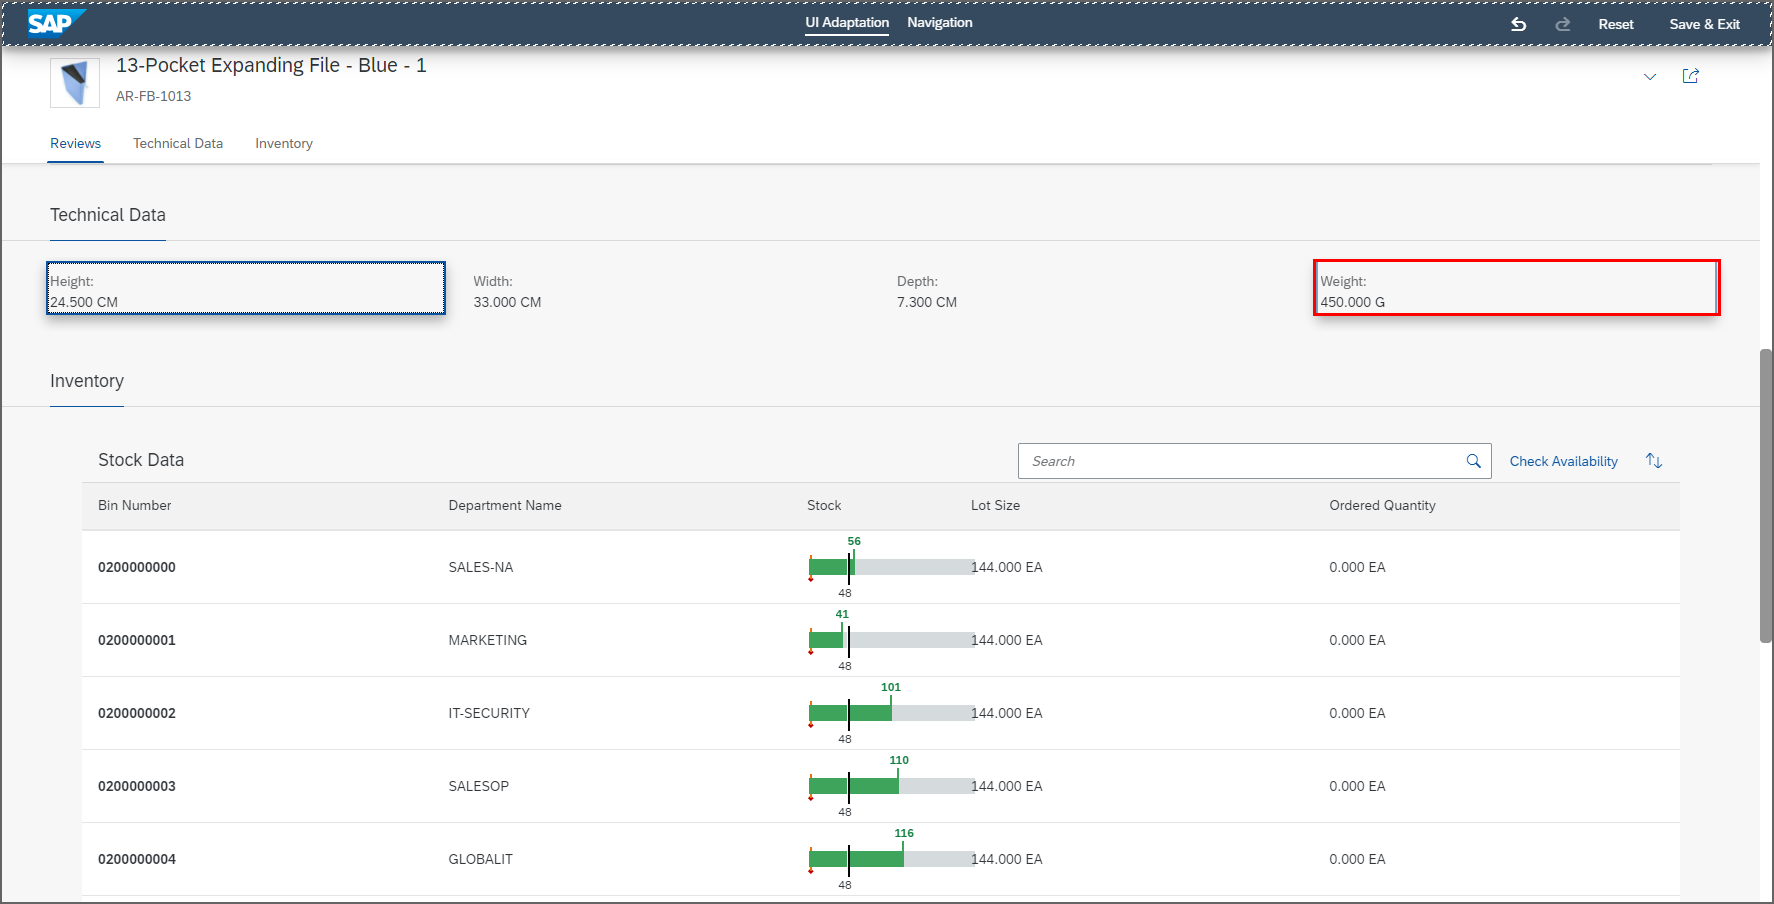 SAP UI Adaptation Navigation Reset Save & Exit
13-Pocket Expanding File - Blue - 1
AR-FB-1013
Reviews Technical Data Inventory
Technical Data
Height: Width: Depth: Weight:
24.500 CM 33.000 CM 7.300 CM 450.000 G
Inventory
Stock Data Search Check Availability
Bin Number Department Name Stock Lot Size Ordered Quantity
56
0200000000 SALES-NA 144.000 EA 0.000 EA
48
41
0200000001 MARKETING 144.000 EA 0.000 EA
48
101
0200000002 IT-SECURITY 144.000 EA 0.000 EA
48
110
0200000003 SALESOP 144.000 EA 0.000 EA
48
116
0200000004 GLOBALIT 144.000 EA 0.000 EA
48